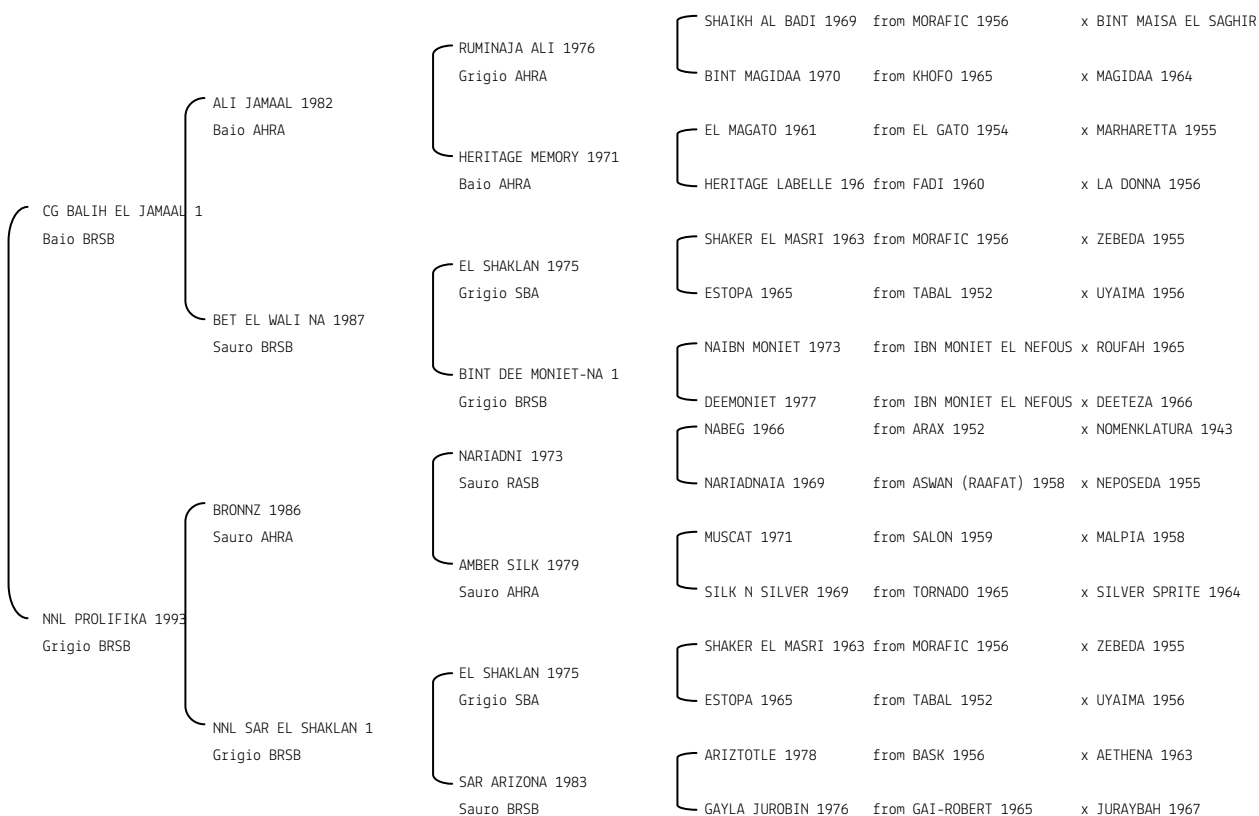 SHAIKH AL BADI 1969 from MORAFIC 1956 x BINT MAISA EL SAGHIR
RUMINAJA ALI 1976
Grigio AHRA
BINT MAGIDAA 1970 from KHOFO 1965 x MAGIDAA 1964
ALI JAMAAL 1982
Baio AHRA
EL MAGATO 1961 from EL GATO 1954 x MARHARETTA 1955
HERITAGE MEMORY 1971
Baio AHRA
HERITAGE LABELLE 196 from FADI 1960 x LA DONNA 1956
CG BALIH EL JAMAAL 1
Baio BRSB
SHAKER EL MASRI 1963 from MORAFIC 1956 x ZEBEDA 1955
EL SHAKLAN 1975
Grigio SBA
ESTOPA 1965 from TABAL 1952 x UYAIMA 1956
BET EL WALI NA 1987
Sauro BRSB
NAIBN MONIET 1973 from IBN MONIET EL NEFOUS x ROUFAH 1965
BINT DEE MONIET-NA 1
Grigio BRSB
DEEMONIET 1977 from IBN MONIET EL NEFOUS x DEETEZA 1966
NABEG 1966 from ARAX 1952 x NOMENKLATURA 1943
NARIADNI 1973
Sauro RASB
NARIADNAIA 1969 from ASWAN (RAAFAT) 1958 x NEPOSEDA 1955
BRONNZ 1986
Sauro AHRA
MUSCAT 1971 from SALON 1959 x MALPIA 1958
AMBER SILK 1979
Sauro AHRA
SILK N SILVER 1969 from TORNADO 1965 x SILVER SPRITE 1964
NNL PROLIFIKA 1993
Grigio BRSB
SHAKER EL MASRI 1963 from MORAFIC 1956 x ZEBEDA 1955
EL SHAKLAN 1975
Grigio SBA
ESTOPA 1965 from TABAL 1952 x UYAIMA 1956
NNL SAR EL SHAKLAN 1
Grigio BRSB
ARIZTOTLE 1978 from BASK 1956 x AETHENA 1963
SAR ARIZONA 1983
Sauro BRSB
GAYLA JUROBIN 1976 from GAI-ROBERT 1965 x JURAYBAH 1967